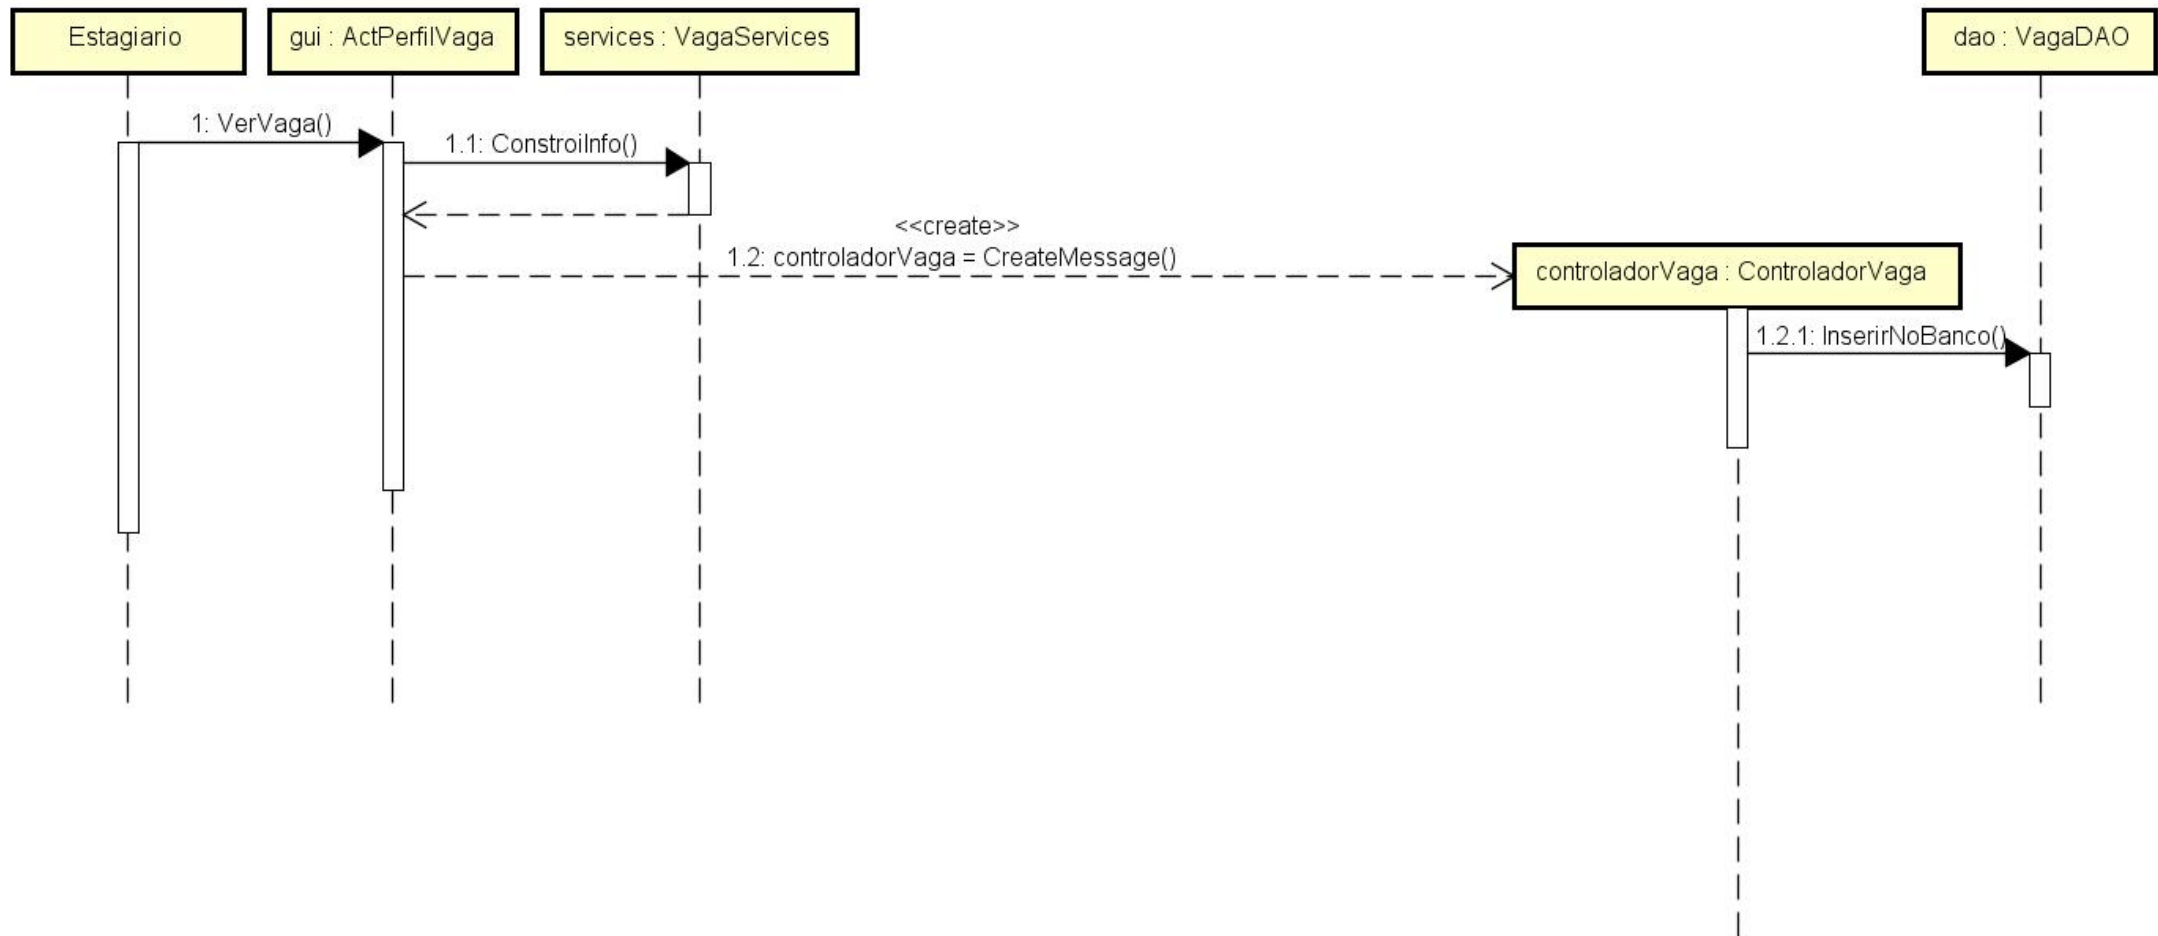 Estagiario
gui : ActPerfilVaga
services : VagaServices
dao : VagaDAO
1: VerVaga()
1.1: ConstroiInfo()
<<create>>
1.2: controladorVaga = CreateMessage()
controladorVaga : ControladorVaga
1.2.1: InserirNoBanco()